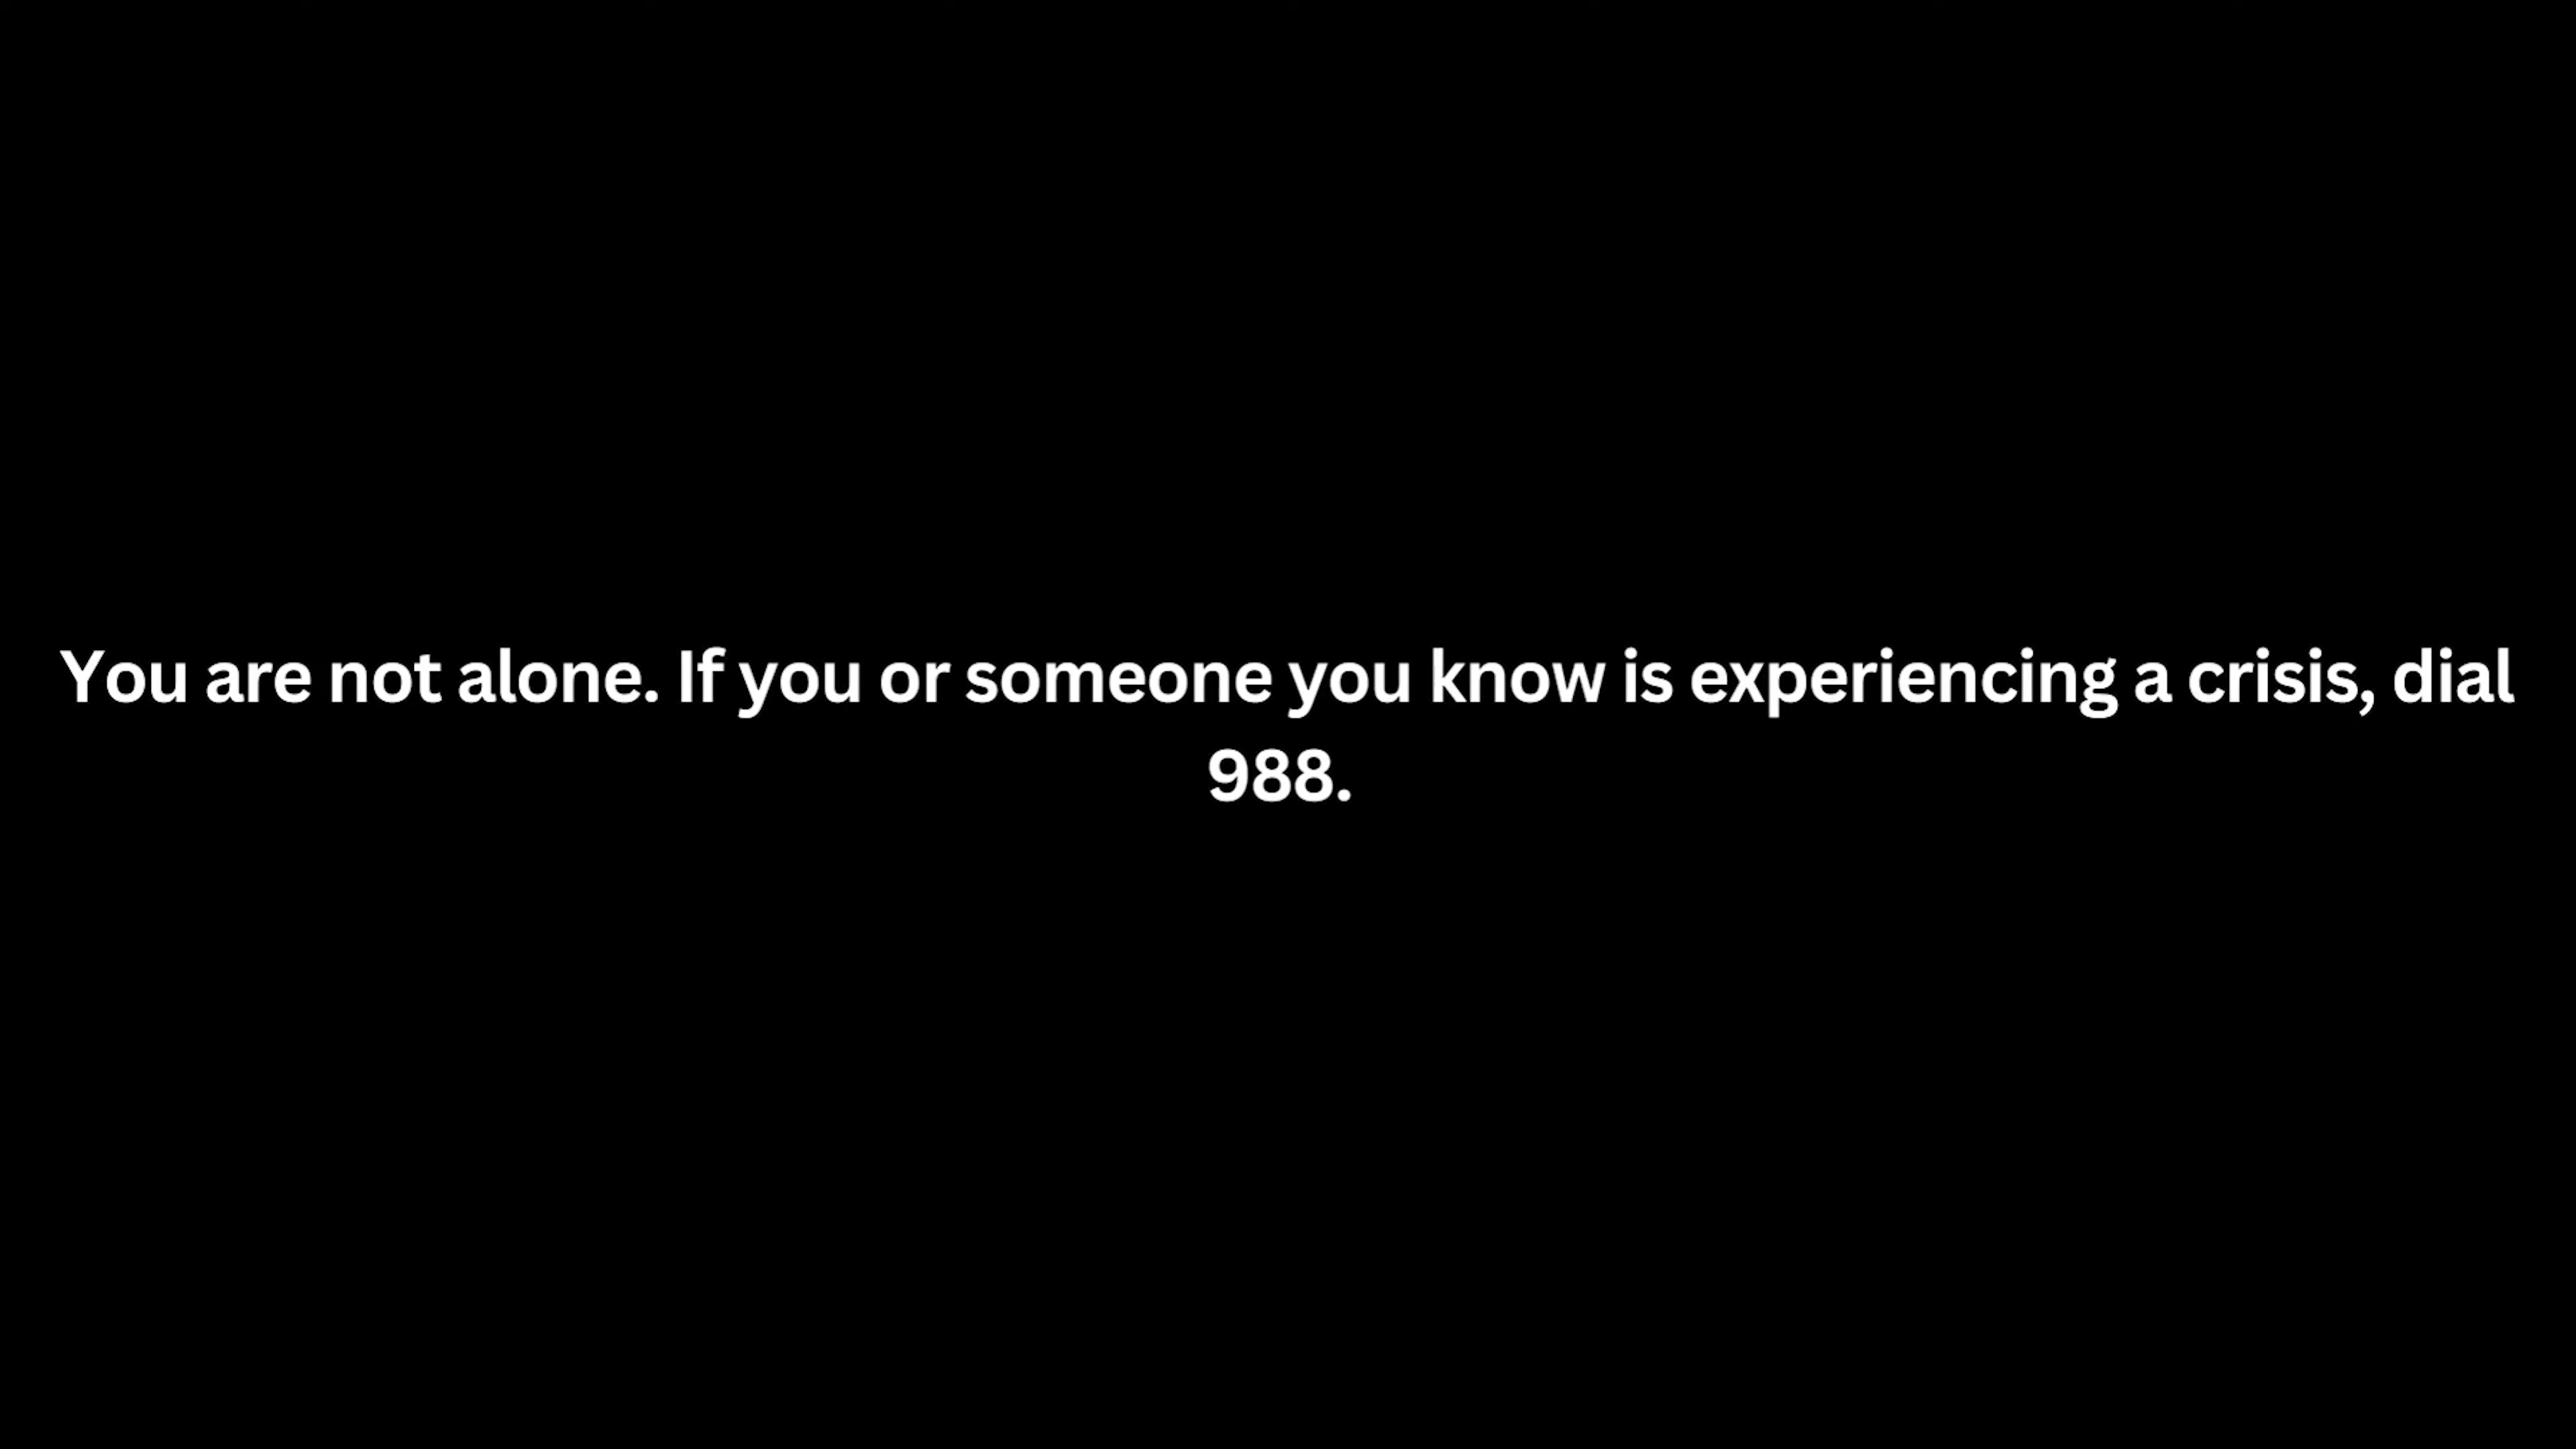 You are not alone. If you or someone you know is experiencing a crisis, dial
988.